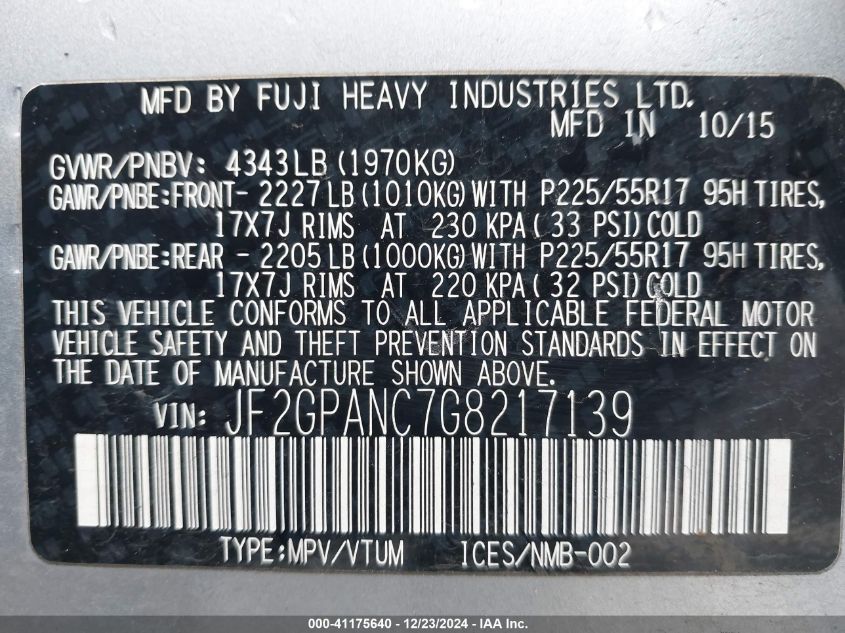 MFD BY FUJI HEAVY INDUSTRIES LTD.
MFD IN 10/15
GVWR/PNBV: 4343LB (1970KG)
GAWR/PNBE:FRONT- 2227LB (1010KG) WITH P225/55R17 95H TIRES,
17X7J RIMS AT 230 KPA ( 33 PSI) COLD
GAWR/PNBE:REAR - 2205LB (1000KG) WITH P225/55R17 95H TIRES,
17X7J RIMS AT 220 KPA ( 32 PSI) COLD
THIS VEHICLE CONFORMS TO ALL APPLICABLE FEDERAL MOTOR
VEHICLE SAFETY AND THEFT PREVENTION STANDARDS IN EFFECT ON
THE DATE OF MANUFACTURE SHOWN ABOVE.
VIN: JF2GPANC7G8217139
TYPE:MPV/VTUM ICES/NMB-002
000-41175640 - 12/23/2024 - IAA Inc.